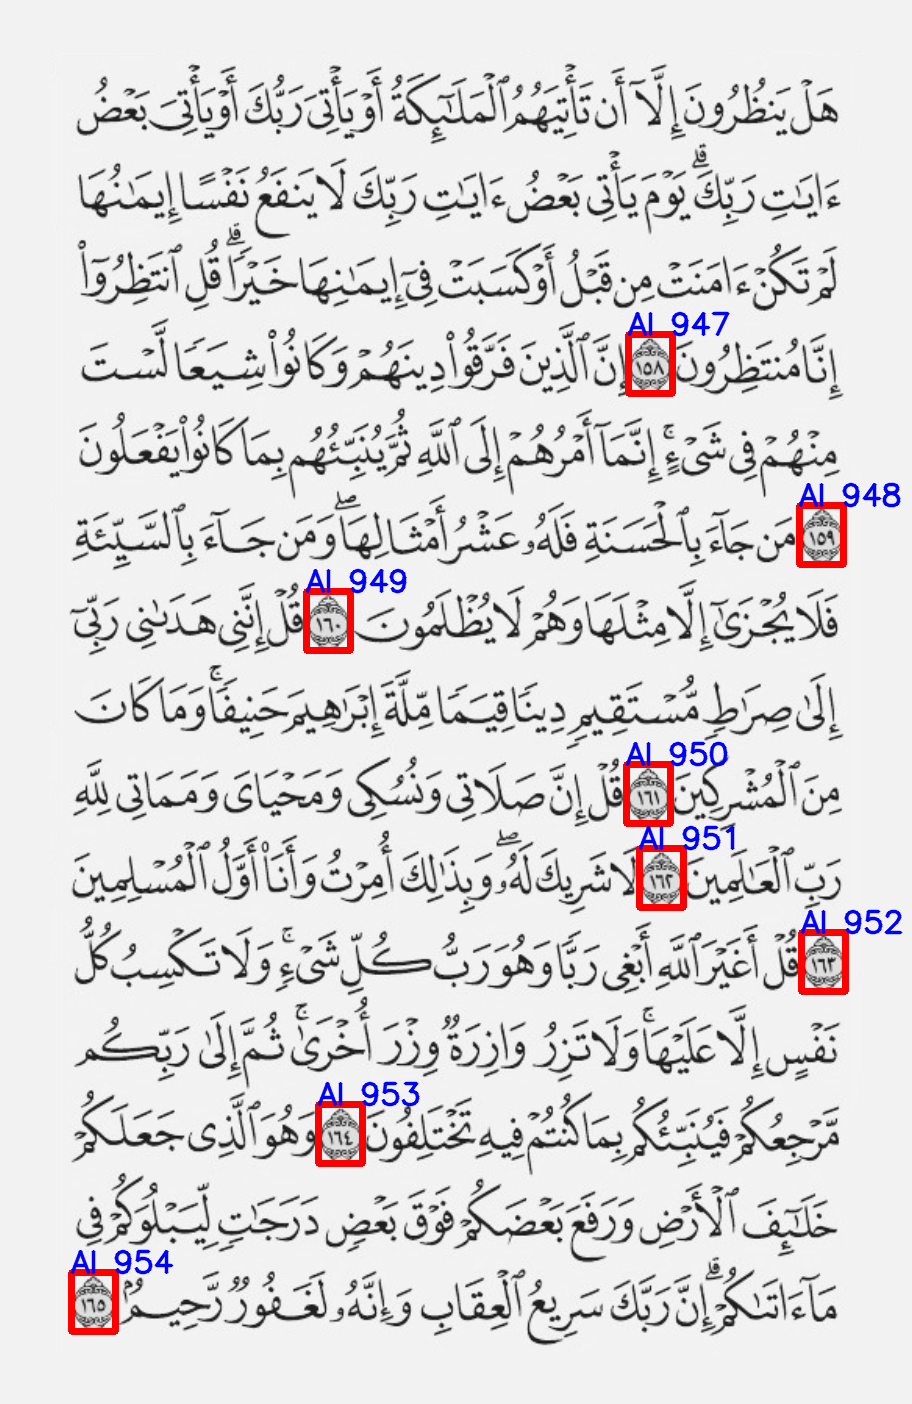 هَلْ يَنظُرُونَ إِلَّآ أَن تَأْتِيَهُمُ ٱلْمَلَـٰٓئِكَةُ أَوْ يَأْتِىَ رَبُّكَ أَوْ يَأْتِىَ بَعْضُ
ءَايَـٰتِ رَبِّكَ ۗ يَوْمَ يَأْتِى بَعْضُ ءَايَـٰتِ رَبِّكَ لَا يَنفَعُ نَفْسًا إِيمَـٰنُهَا
لَمْ تَكُنْ ءَامَنَتْ مِن قَبْلُ أَوْ كَسَبَتْ فِىٓ إِيمَـٰنِهَا خَيْرًا ۗ قُلِ ٱنتَظِرُوٓا۟
AI 947
إِنَّا مُنتَظِرُونَ ١٥٨ إِنَّ ٱلَّذِينَ فَرَّقُوا۟ دِينَهُمْ وَكَانُوا۟ شِيَعًا لَّسْتَ
مِنْهُمْ فِى شَىْءٍ ۚ إِنَّمَآ أَمْرُهُمْ إِلَى ٱللَّهِ ثُمَّ يُنَبِّئُهُم بِمَا كَانُوا۟ يَفْعَلُونَ
AI 948
١٥٩ مَن جَآءَ بِٱلْحَسَنَةِ فَلَهُۥ عَشْرُ أَمْثَالِهَا ۖ وَمَن جَآءَ بِٱلسَّيِّئَةِ
AI 949
فَلَا يُجْزَىٰٓ إِلَّا مِثْلَهَا وَهُمْ لَا يُظْلَمُونَ ١٦٠ قُلْ إِنَّنِى هَدَىٰنِى رَبِّىٓ
إِلَىٰ صِرَٰطٍ مُّسْتَقِيمٍ دِينًا قِيَمًا مِّلَّةَ إِبْرَٰهِيمَ حَنِيفًا ۚ وَمَا كَانَ
AI 950
مِنَ ٱلْمُشْرِكِينَ ١٦١ قُلْ إِنَّ صَلَاتِى وَنُسُكِى وَمَحْيَاىَ وَمَمَاتِى لِلَّهِ
AI 951
رَبِّ ٱلْعَـٰلَمِينَ ١٦٢ لَا شَرِيكَ لَهُۥ ۖ وَبِذَٰلِكَ أُمِرْتُ وَأَنَا۠ أَوَّلُ ٱلْمُسْلِمِينَ
AI 952
١٦٣ قُلْ أَغَيْرَ ٱللَّهِ أَبْغِى رَبًّا وَهُوَ رَبُّ كُلِّ شَىْءٍ ۚ وَلَا تَكْسِبُ كُلُّ
نَفْسٍ إِلَّا عَلَيْهَا ۚ وَلَا تَزِرُ وَازِرَةٌ وِزْرَ أُخْرَىٰ ۚ ثُمَّ إِلَىٰ رَبِّكُم
AI 953
مَّرْجِعُكُمْ فَيُنَبِّئُكُم بِمَا كُنتُمْ فِيهِ تَخْتَلِفُونَ ١٦٤ وَهُوَ ٱلَّذِى جَعَلَكُمْ
خَلَـٰٓئِفَ ٱلْأَرْضِ وَرَفَعَ بَعْضَكُمْ فَوْقَ بَعْضٍ دَرَجَـٰتٍ لِّيَبْلُوَكُمْ فِى
AI 954
مَآ ءَاتَىٰكُمْ ۗ إِنَّ رَبَّكَ سَرِيعُ ٱلْعِقَابِ وَإِنَّهُۥ لَغَفُورٌ رَّحِيمٌۢ ١٦٥